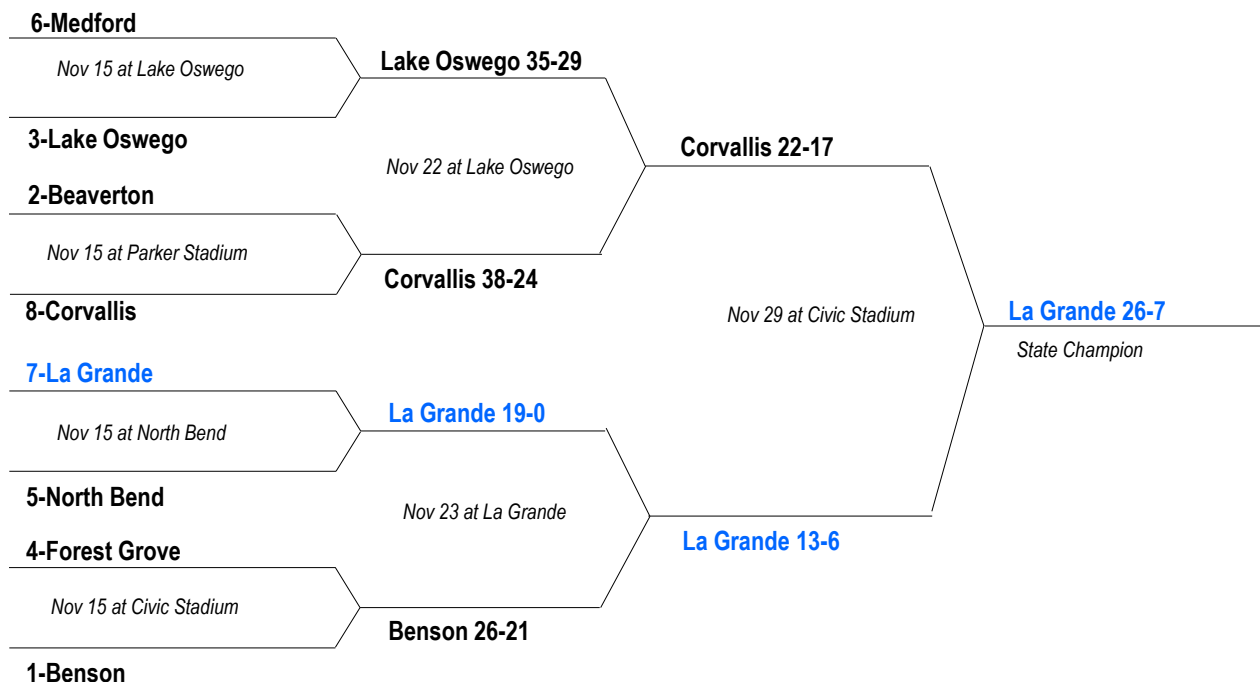 6-Medford
Nov 15 at Lake Oswego
3-Lake Oswego
Lake Oswego 35-29
Nov 22 at Lake Oswego
2-Beaverton
Nov 15 at Parker Stadium
8-Corvallis
Corvallis 38-24
Corvallis 22-17
Nov 29 at Civic Stadium
La Grande 26-7
State Champion
7-La Grande
Nov 15 at North Bend
5-North Bend
La Grande 19-0
Nov 23 at La Grande
La Grande 13-6
4-Forest Grove
Nov 15 at Civic Stadium
1-Benson
Benson 26-21